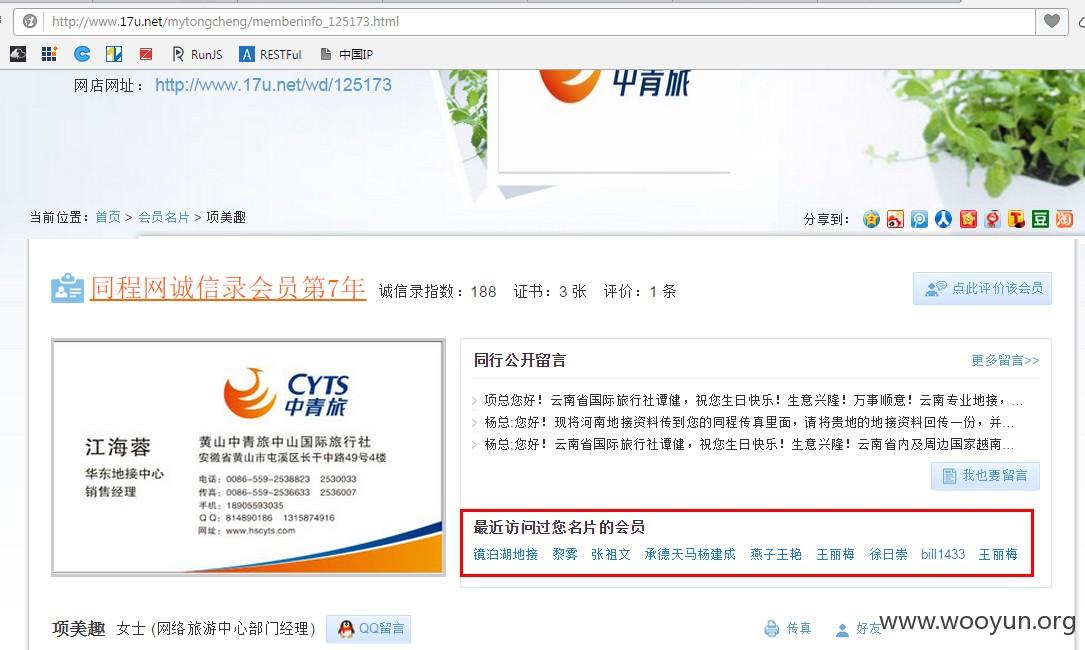 http://www.17u.net/mytongcheng/memberinfo_125173.html
RunJS RESTFul 中国IP
网店网址： http://www.17u.net/wd/125173
中青旅
当前位置：首页 > 会员名片 > 项美趣
分享到：
同程网诚信录会员第7年 诚信录指数：188 证书：3 张 评价：1 条
点此评价该会员
CYTS
中青旅
江海蓉
华东地接中心
销售经理
黄山中青旅中山国际旅行社
安徽省黄山市屯溪区长干中路49号4楼
电话：0086-559-2538823 2530033
传真：0086-559-2536633 2536007
手机：18905593035
Q Q：814890186 1315874916
网址：www.hscyts.com
同行公开留言
更多留言>>
项总您好！云南省国际旅行社谭健，祝您生日快乐！生意兴隆！万事顺意！云南专业地接，...
杨总:您好！现将河南地接资料传到您的同程传真里面，请将贵地的地接资料回传一份，并...
杨总;您好！云南省国际旅行社谭健，祝您生日快乐！生意兴隆！云南省内及周边国家越南...
我也要留言
最近访问过您名片的会员
镜泊湖地接 黎雾 张祖文 承德天马杨建成 燕子王艳 王丽梅 徐日崇 bill1433 王丽梅
项美趣 女士 (网络旅游中心部门经理) QQ留言
传真 好友
www.wooyun.org